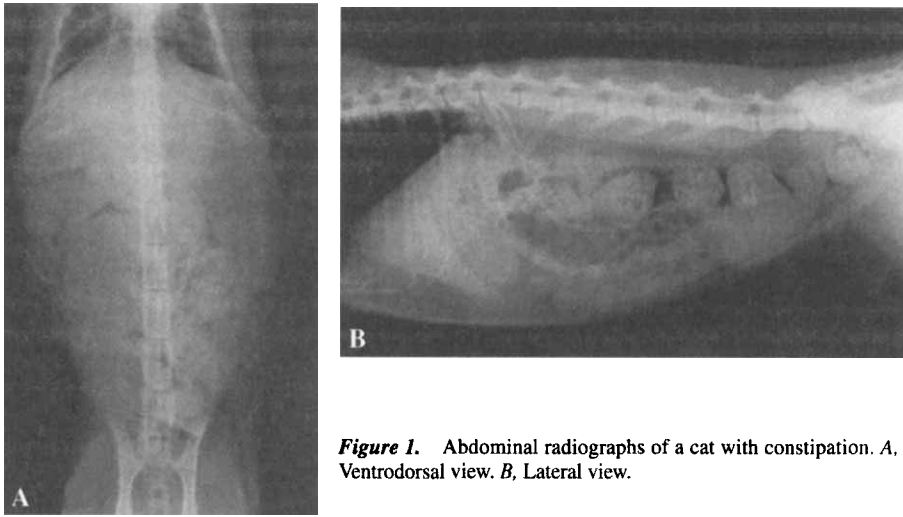 A
B
Figure 1. Abdominal radiographs of a cat with constipation. A,
Ventrodorsal view. B, Lateral view.